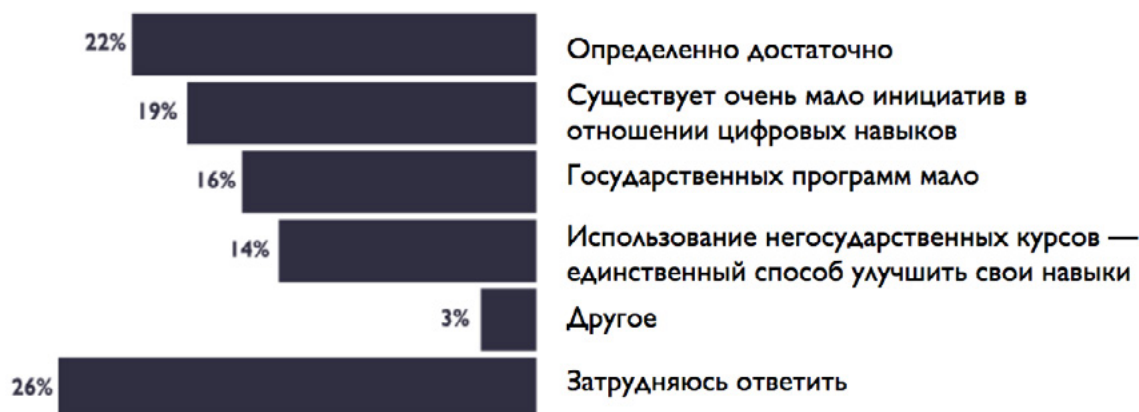 22% Определенно достаточно
19% Существует очень мало инициатив в
отношении цифровых навыков
16% Государственных программ мало
14% Использование негосударственных курсов —
единственный способ улучшить свои навыки
3% Другое
26% Затрудняюсь ответить